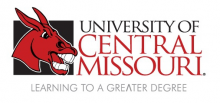 UNIVERSITY OF
CENTRAL
MISSOURI.
LEARNING TO A GREATER DEGREE